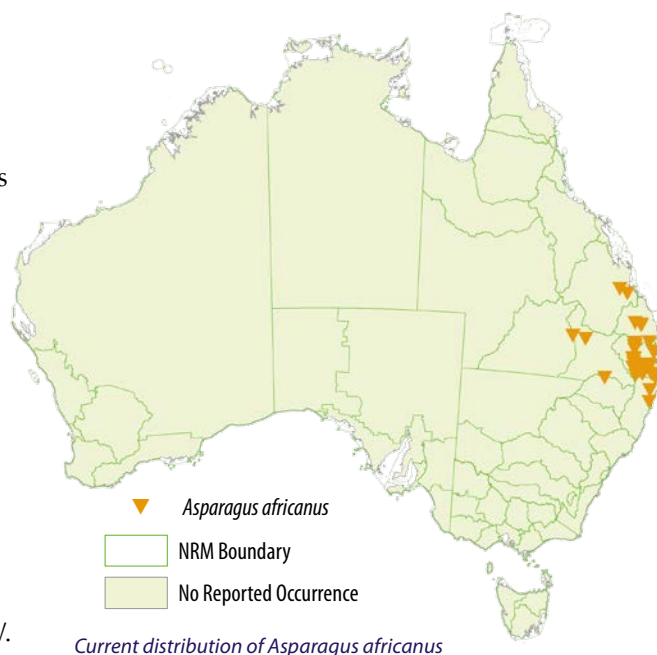 s
Asparagus africanus
NRM Boundary
No Reported Occurrence
/.
Current distribution of Asparagus africanus